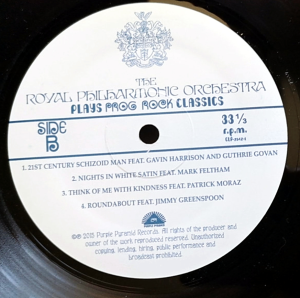 THE
ROYAL PHILHARMONIC ORCHESTRA
PLAYS PROG ROCK CLASSICS
SIDE
B
33 1/3
r.p.m.
1. 21ST CENTURY SCHIZOID MAN FEAT. GAVIN HARRISON AND GUTHRIE GOVAN
2. NIGHTS IN WHITE SATIN FEAT. MARK FELTHAM
3. THINK OF ME WITH KINDNESS FEAT. PATRICK MORAZ
4. ROUNDABOUT FEAT. JIMMY GREENSPOON
℗© 2015 Purple Pyramid Records. All rights of the producer and
owner of the work reproduced reserved. Unauthorized
copying, lending, hiring, public performance and
broadcast prohibited.